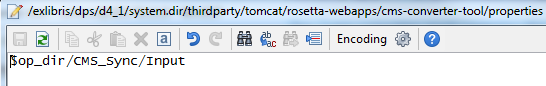 /exlibris/dps/d4_1/system.dir/thirdparty/tomcat/rosetta-webapps/cms-converter-tool/properties
Encoding
$op_dir/CMS_Sync/Input